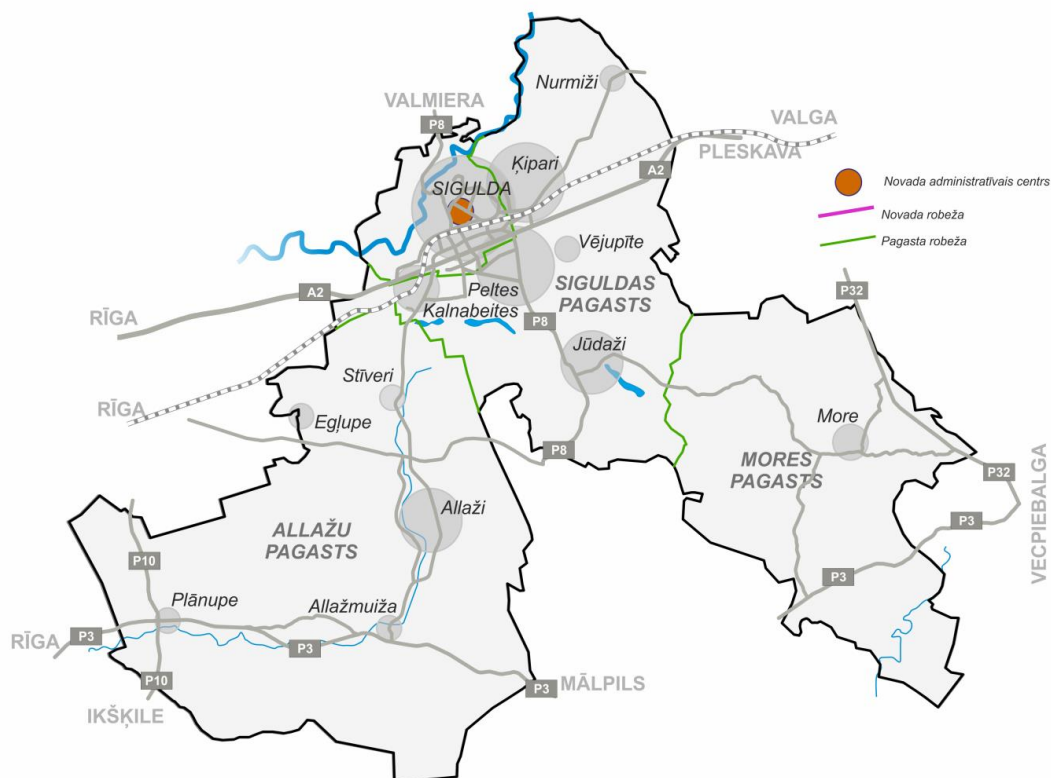 Nurmiži
VALMIERA
P8
VALGA
PLESKAVA
A2
Ķipari
SIGULDA
Novada administratīvais centrs
Novada robeža
Pagasta robeža
Vējupīte
SIGULDAS
PAGASTS
P32
A2
RĪGA
Peltes
Kalnabeites
P8
Jūdaži
Stīveri
RĪGA
Egļupe
More
P8
MORES
PAGASTS
P32
VECPIEBALGA
P3
Allaži
ALLAŽU
PAGASTS
P10
P3
Plānupe
Allažmuiža
RĪGA
P3
P3
P10
P3
MĀLPILS
IKŠĶILE